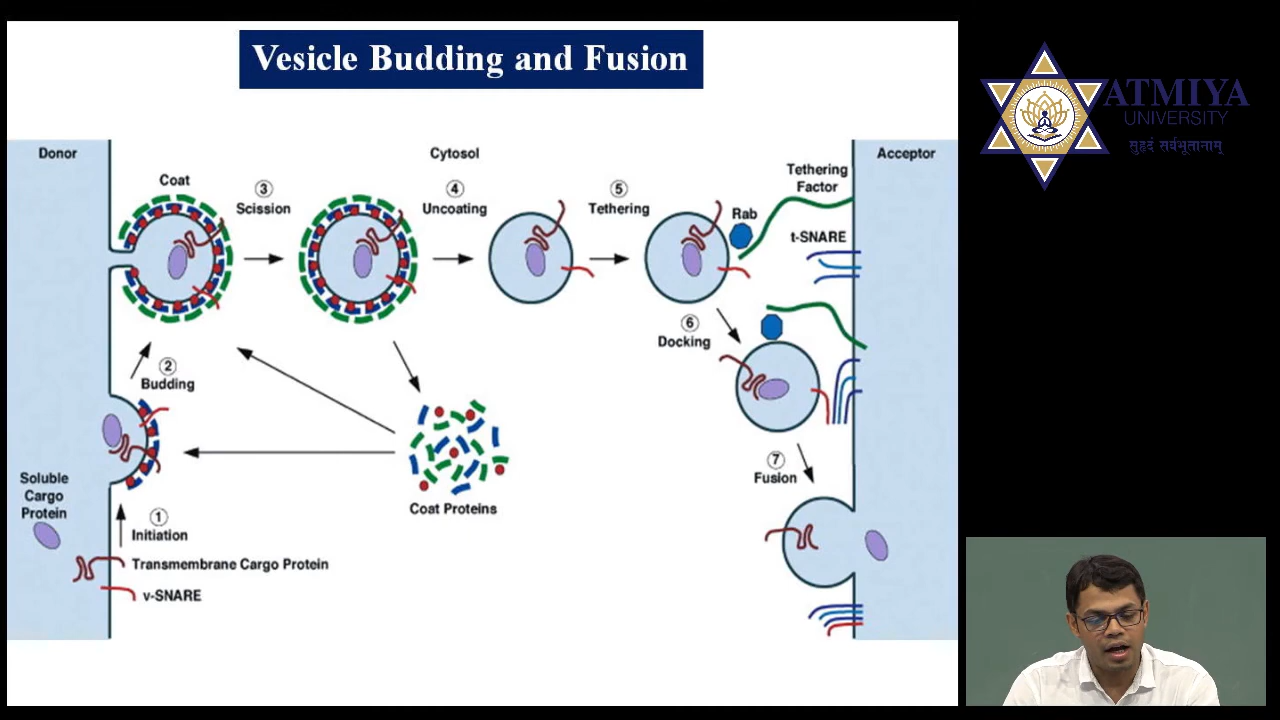 Vesicle Budding and Fusion
ATMIYA
UNIVERSITY
सुहृदं सर्वभूतानाम्
Donor
Cytosol
Acceptor
Coat
③
Scission
④
Uncoating
⑤
Tethering
Rab
Tethering
Factor
t-SNARE
②
Budding
⑥
Docking
Soluble
Cargo
Protein
①
Initiation
Transmembrane Cargo Protein
v-SNARE
Coat Proteins
⑦
Fusion